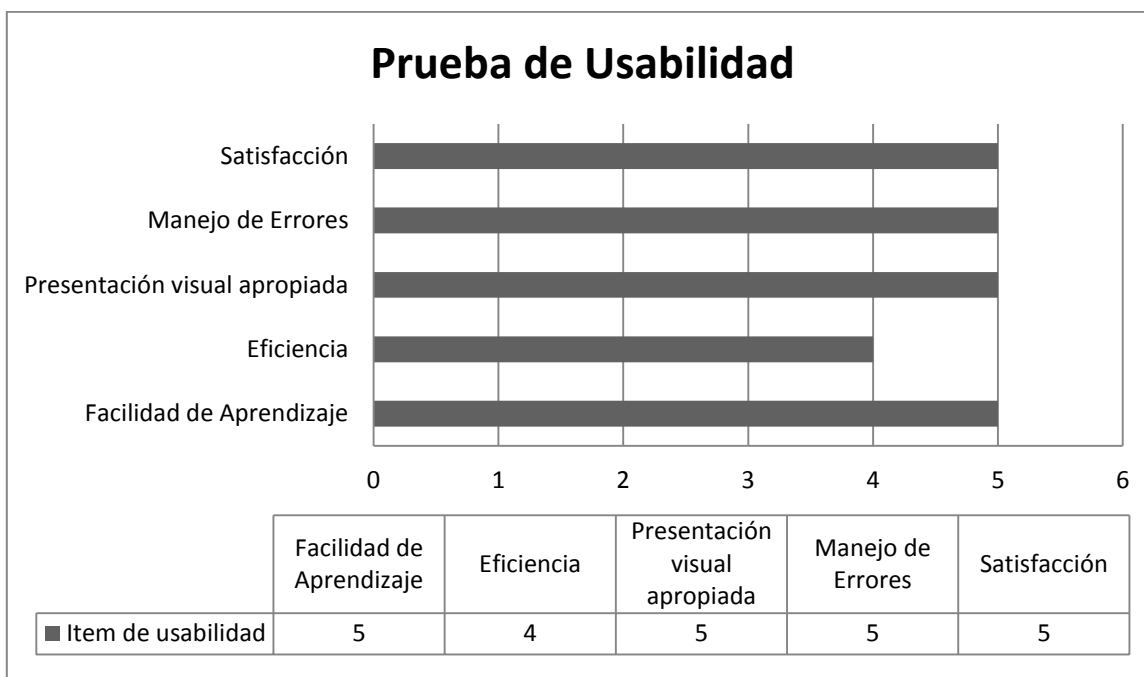 Prueba de Usabilidad
Satisfacción
Manejo de Errores
Presentación visual apropiada
Eficiencia
Facilidad de Aprendizaje
0 1 2 3 4 5 6
Facilidad de Aprendizaje
Eficiencia
Presentación visual apropiada
Manejo de Errores
Satisfacción
Item de usabilidad 5 4 5 5 5